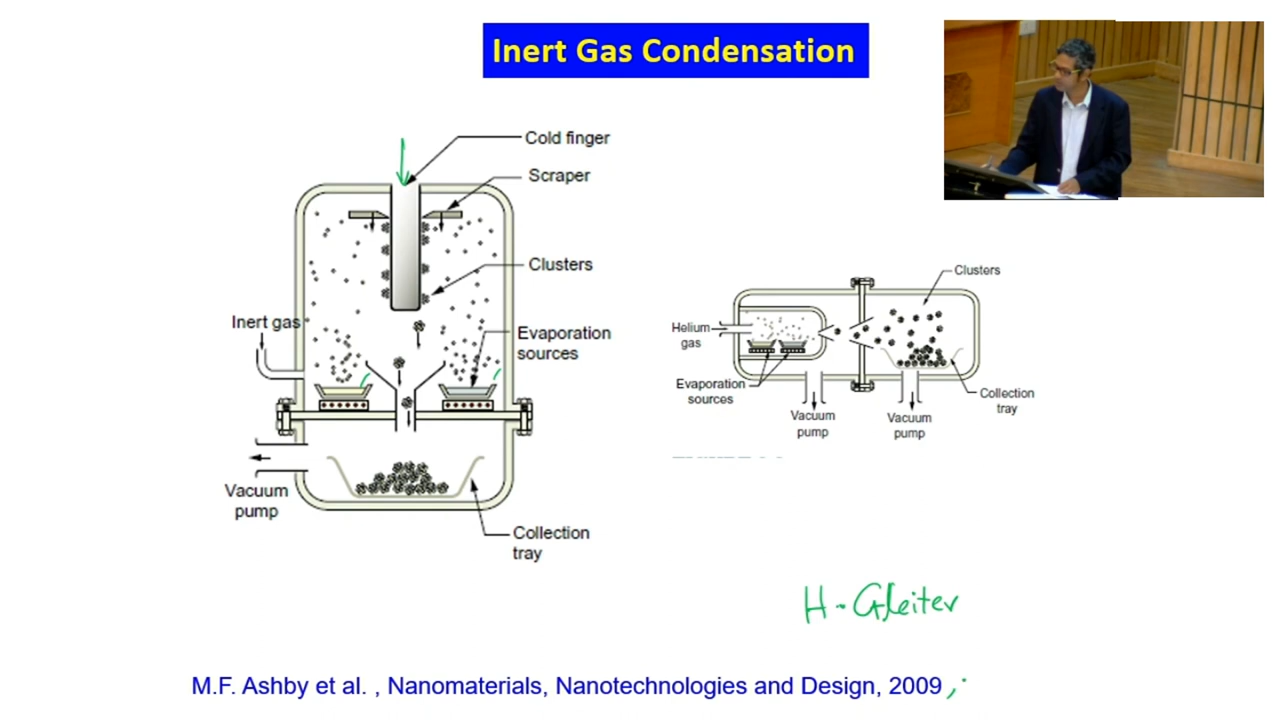 Inert Gas Condensation
Cold finger
Scraper
Clusters
Inert gas
Evaporation
sources
Vacuum
pump
Collection
tray
Clusters
Helium
gas
Evaporation
sources
Vacuum
pump
Vacuum
pump
Collection
tray
H. Gleiter
M.F. Ashby et al. , Nanomaterials, Nanotechnologies and Design, 2009 ,